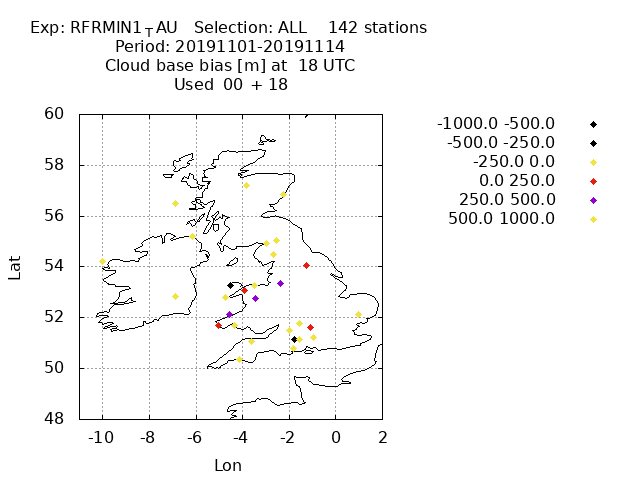 Exp: RFRMIN1_TAU   Selection: ALL    142 stations
Period: 20191101-20191114
Cloud base bias [m] at  18 UTC
Used  00 + 18
-1000.0 -500.0
-500.0 -250.0
-250.0 0.0
0.0 250.0
250.0 500.0
500.0 1000.0
60
58
56
54
52
50
48
Lat
-10 -8 -6 -4 -2 0 2
Lon